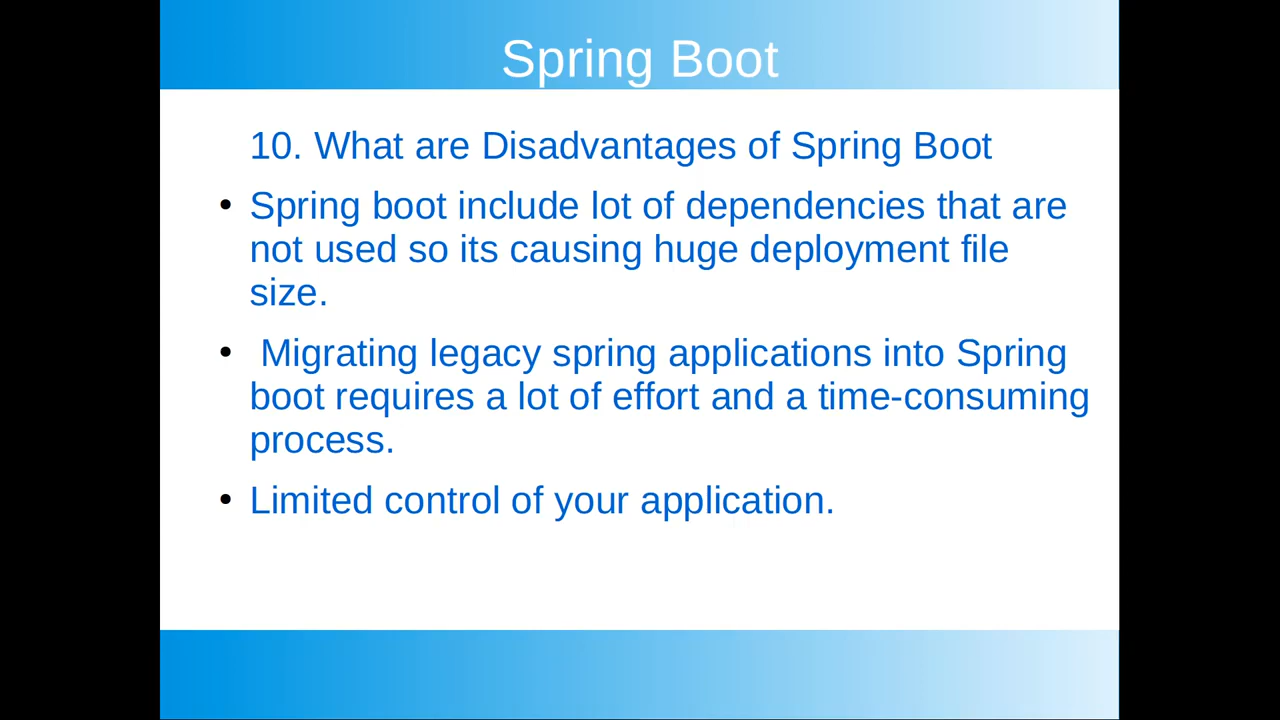 Spring Boot
10. What are Disadvantages of Spring Boot
• Spring boot include lot of dependencies that are
not used so its causing huge deployment file
size.
• Migrating legacy spring applications into Spring
boot requires a lot of effort and a time-consuming
process.
• Limited control of your application.